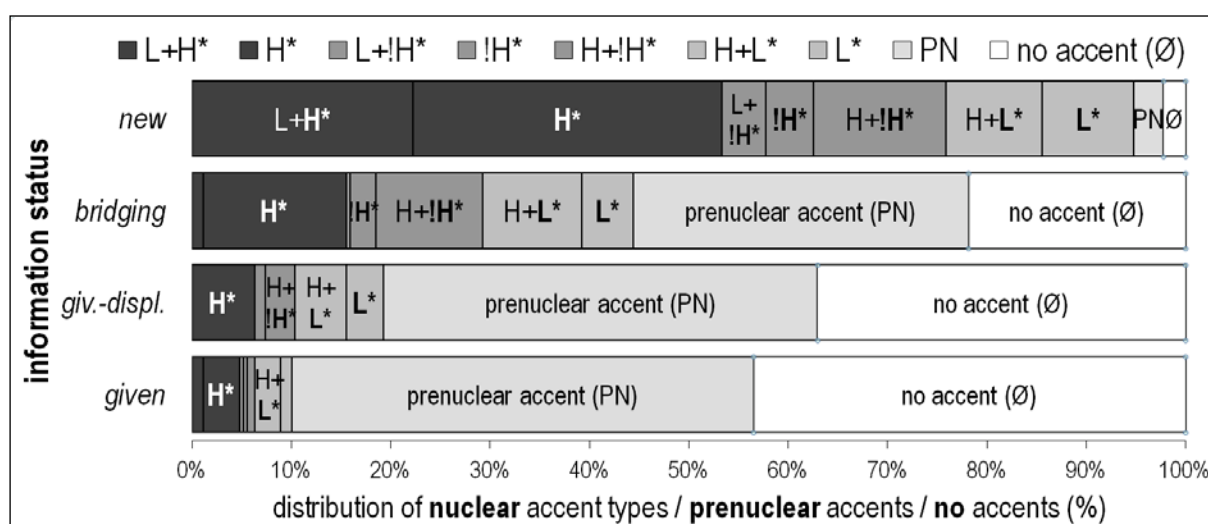 L+H* H* L+!H* !H* H+!H* H+L* L* PN no accent (Ø)
information status
new L+H* H* L+ !H* !H* H+!H* H+L* L* PN Ø
bridging H* !H* H+!H* H+L* L* prenuclear accent (PN) no accent (Ø)
giv.-displ. H* H+ !H* H+ L* L* prenuclear accent (PN) no accent (Ø)
given H* H+ L* prenuclear accent (PN) no accent (Ø)
0% 10% 20% 30% 40% 50% 60% 70% 80% 90% 100%
distribution of nuclear accent types / prenuclear accents / no accents (%)